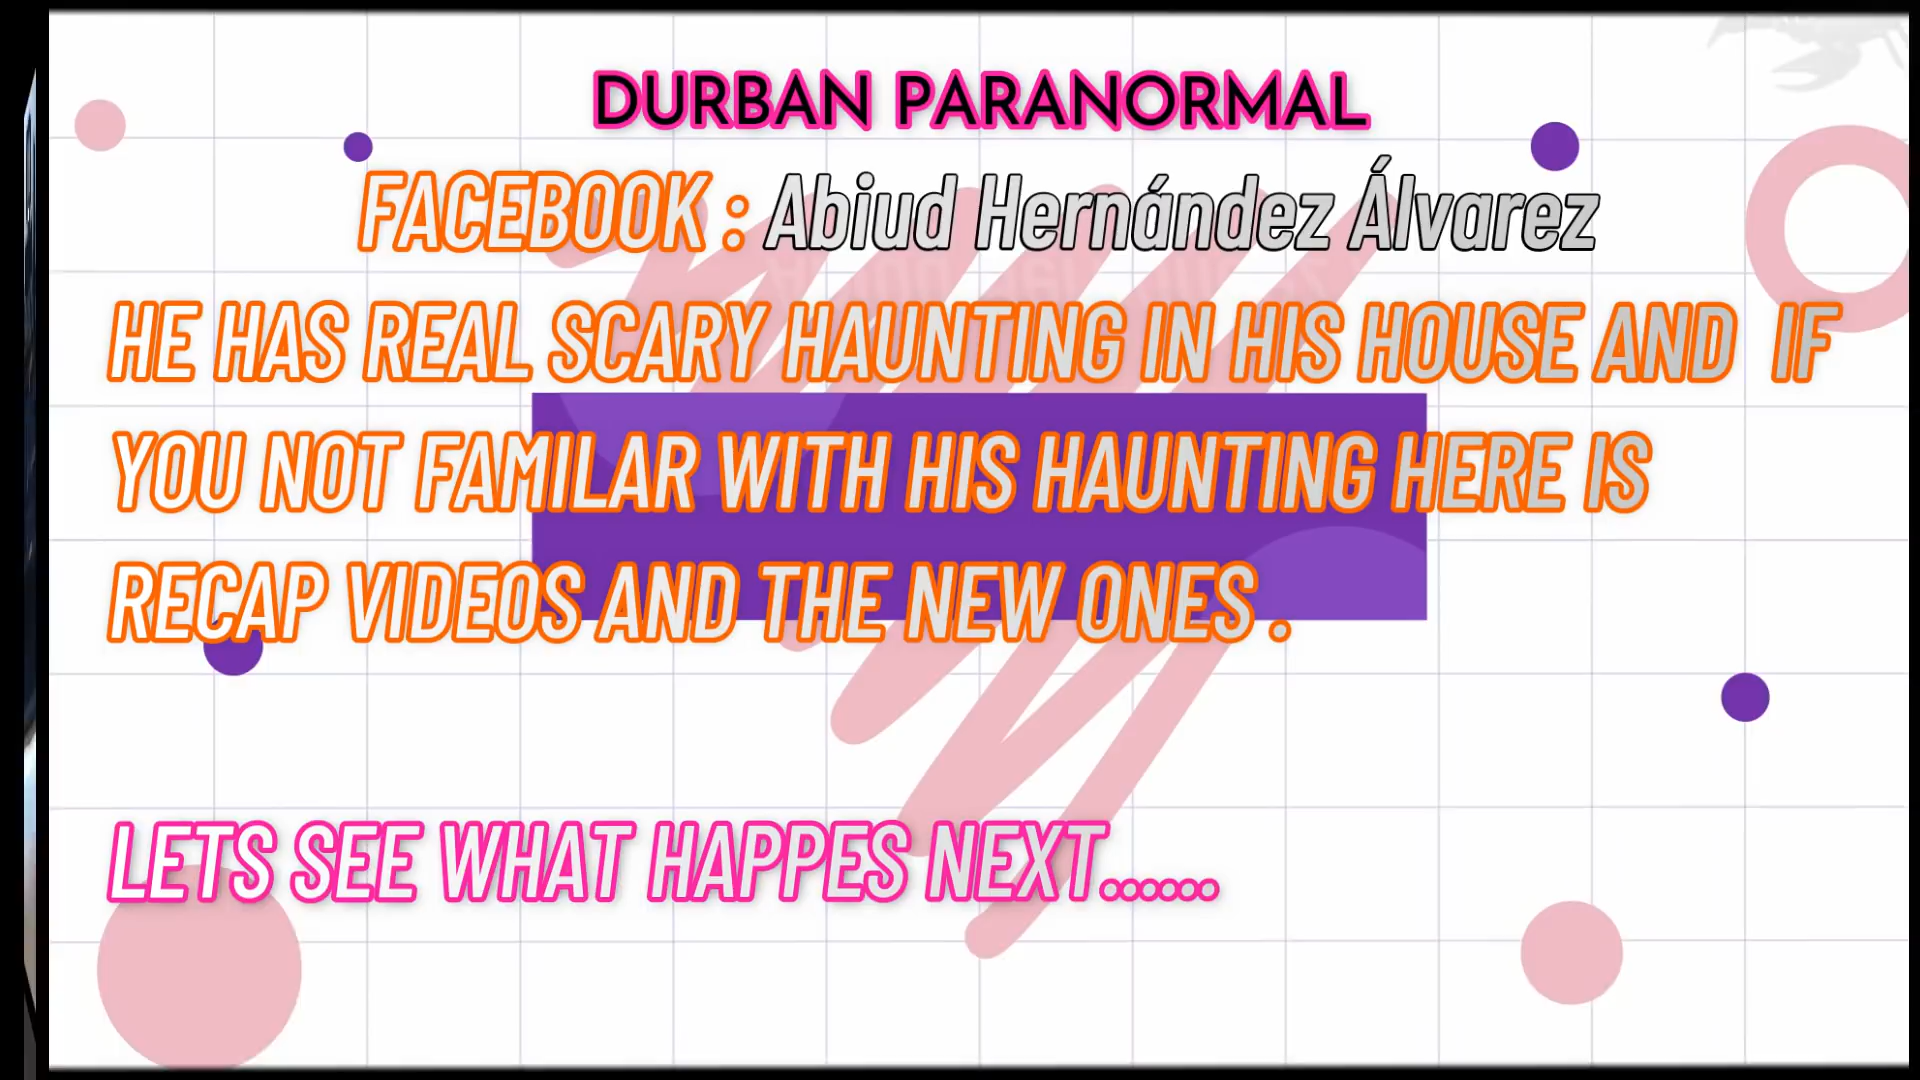 DURBAN PARANORMAL
FACEBOOK : Abiud Hernández Álvarez
HE HAS REAL SCARY HAUNTING IN HIS HOUSE AND IF
YOU NOT FAMILAR WITH HIS HAUNTING HERE IS
RECAP VIDEOS AND THE NEW ONES .
LETS SEE WHAT HAPPES NEXT......